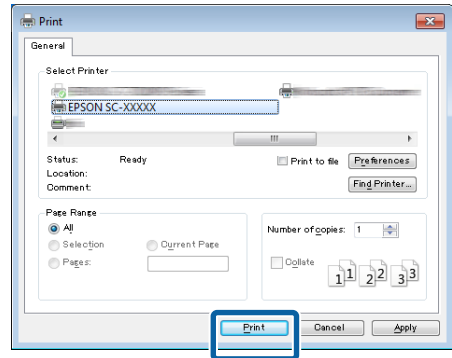 Print
General
Select Printer
EPSON SC-XXXXX
Status: Ready
Print to file Preferences
Location:
Comment:
Find Printer...
Page Range
All
Selection Current Page
Pages:
Number of copies: 1
Collate
1 1 2 2 3 3
Print Cancel Apply